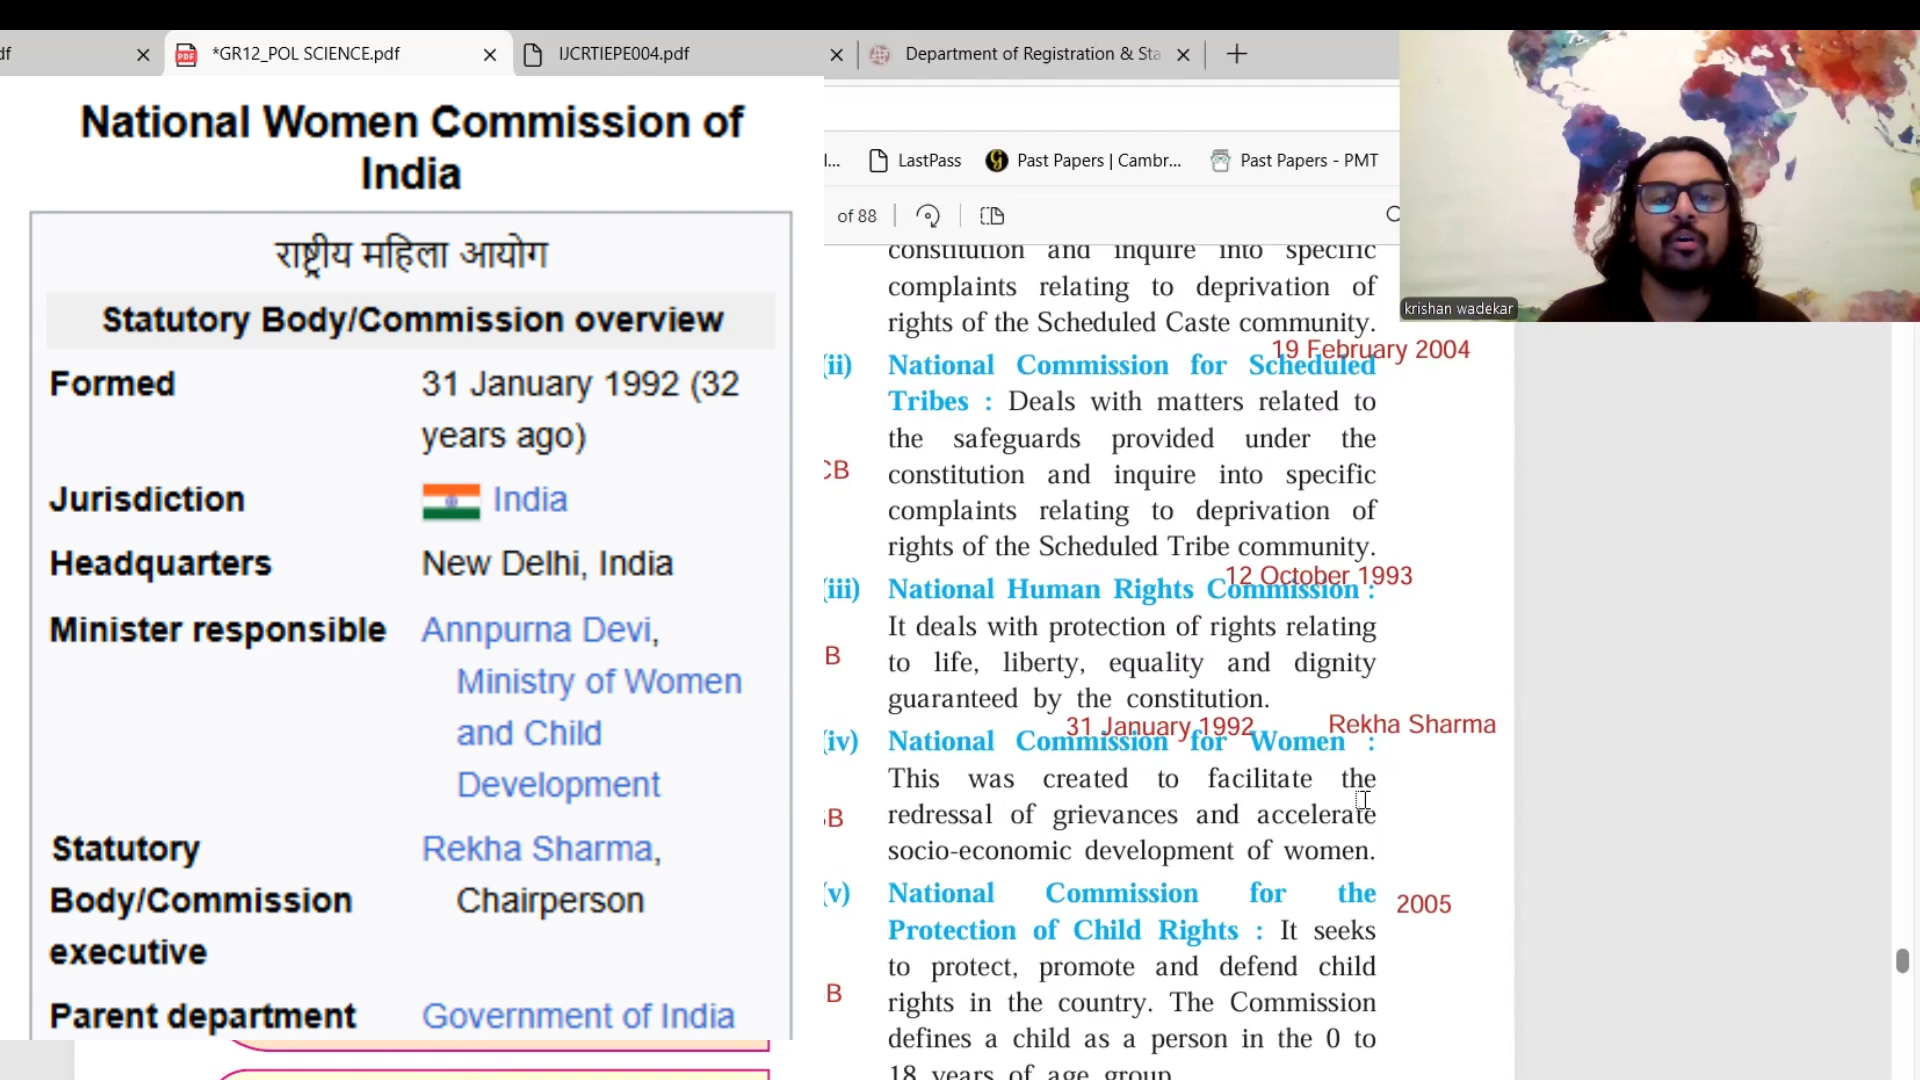 df
*GR12_POL SCIENCE.pdf
IJCRTIEPE004.pdf
Department of Registration & Sta
National Women Commission of
India
राष्ट्रीय महिला आयोग
Statutory Body/Commission overview
Formed 31 January 1992 (32
years ago)
Jurisdiction India
Headquarters New Delhi, India
Minister responsible Annpurna Devi,
Ministry of Women
and Child
Development
Statutory Rekha Sharma,
Body/Commission Chairperson
executive
Parent department Government of India
l... LastPass Past Papers | Cambr... Past Papers - PMT
of 88
constitution and inquire into specific
complaints relating to deprivation of
rights of the Scheduled Caste community.
19 February 2004
(ii) National Commission for Scheduled
Tribes : Deals with matters related to
the safeguards provided under the
CB
constitution and inquire into specific
complaints relating to deprivation of
rights of the Scheduled Tribe community.
12 October 1993
(iii) National Human Rights Commission :
It deals with protection of rights relating
B
to life, liberty, equality and dignity
guaranteed by the constitution.
31 January 1992 Rekha Sharma
(iv) National Commission for Women :
This was created to facilitate the
B
redressal of grievances and accelerate
socio-economic development of women.
(v) National Commission for the
2005
Protection of Child Rights : It seeks
to protect, promote and defend child
B
rights in the country. The Commission
defines a child as a person in the 0 to
18 years of age group
krishan wadekar